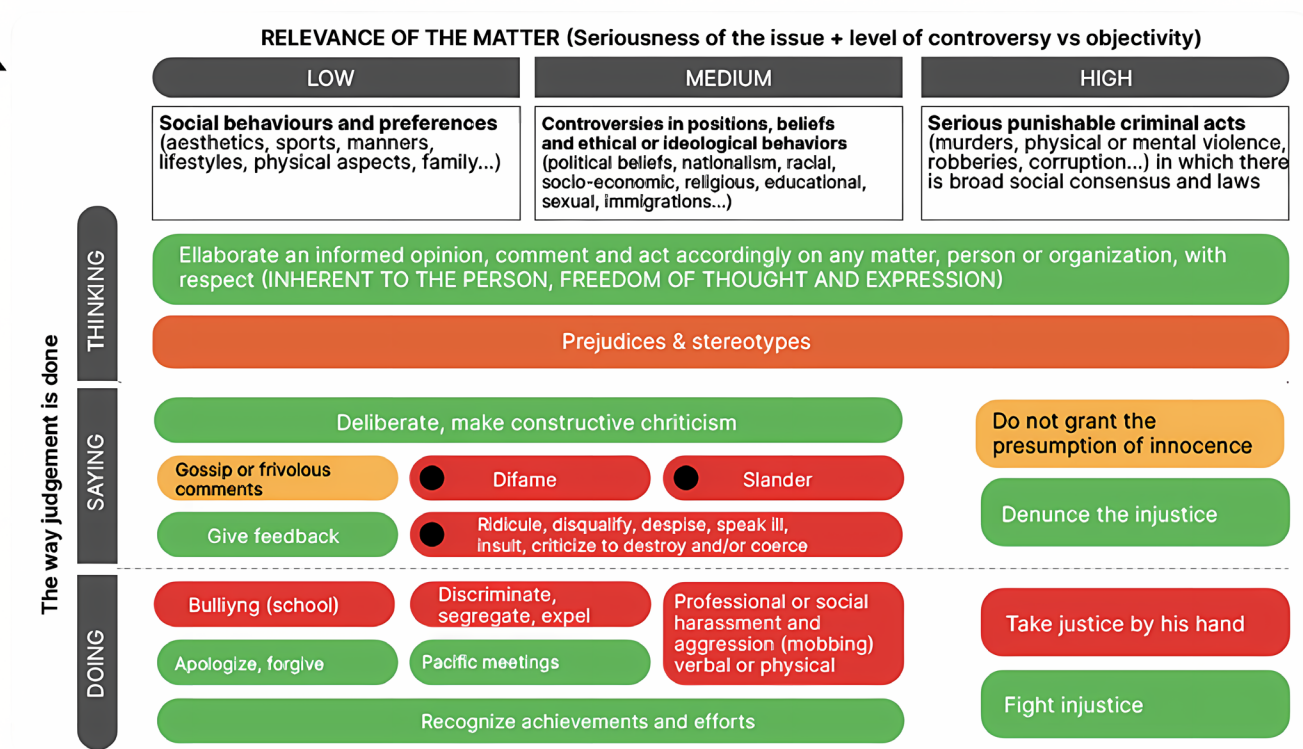 RELEVANCE OF THE MATTER (Seriousness of the issue + level of controversy vs objectivity)
LOW
MEDIUM
HIGH
Social behaviours and preferences
(aesthetics, sports, manners,
lifestyles, physical aspects, family...)
Controversies in positions, beliefs
and ethical or ideological behaviors
(political beliefs, nationalism, racial,
socio-economic, religious, educational,
sexual, immigrations...)
Serious punishable criminal acts
(murders, physical or mental violence,
robberies, corruption...) in which there
is broad social consensus and laws
The way judgement is done
THINKING
Ellaborate an informed opinion, comment and act accordingly on any matter, person or organization, with
respect (INHERENT TO THE PERSON, FREEDOM OF THOUGHT AND EXPRESSION)
Prejudices & stereotypes
SAYING
Deliberate, make constructive chriticism
Do not grant the
presumption of innocence
Gossip or frivolous
comments
Difame
Slander
Give feedback
Ridicule, disqualify, despise, speak ill,
insult, criticize to destroy and/or coerce
Denunce the injustice
DOING
Bulliyng (school)
Discriminate,
segregate, expel
Professional or social
harassment and
aggression (mobbing)
verbal or physical
Take justice by his hand
Apologize, forgive
Pacific meetings
Recognize achievements and efforts
Fight injustice